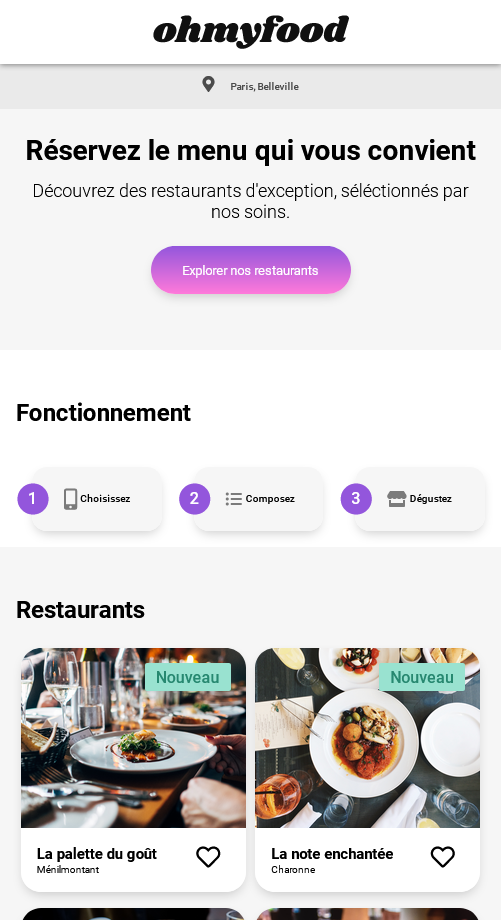 ohmyfood
Paris, Belleville
Réservez le menu qui vous convient
Découvrez des restaurants d'exception, séléctionnés par
nos soins.
Explorer nos restaurants
Fonctionnement
1 Choisissez
2 Composez
3 Dégustez
Restaurants
Nouveau
Nouveau
La palette du goût
Ménilmontant
La note enchantée
Charonne